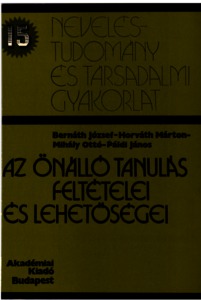 15
NEVELÉS-
TUDOMÁNY
ÉS TÁRSADALMI
GYAKORLAT
Bernáth József-Horváth Márton-
Mihály Ottó-Páldi János
AZ ÖNÁLLÓ TANULÁS
FELTÉTELEI
ÉS LEHETŐSÉGEI
Akadémiai
Kiadó
Budapest